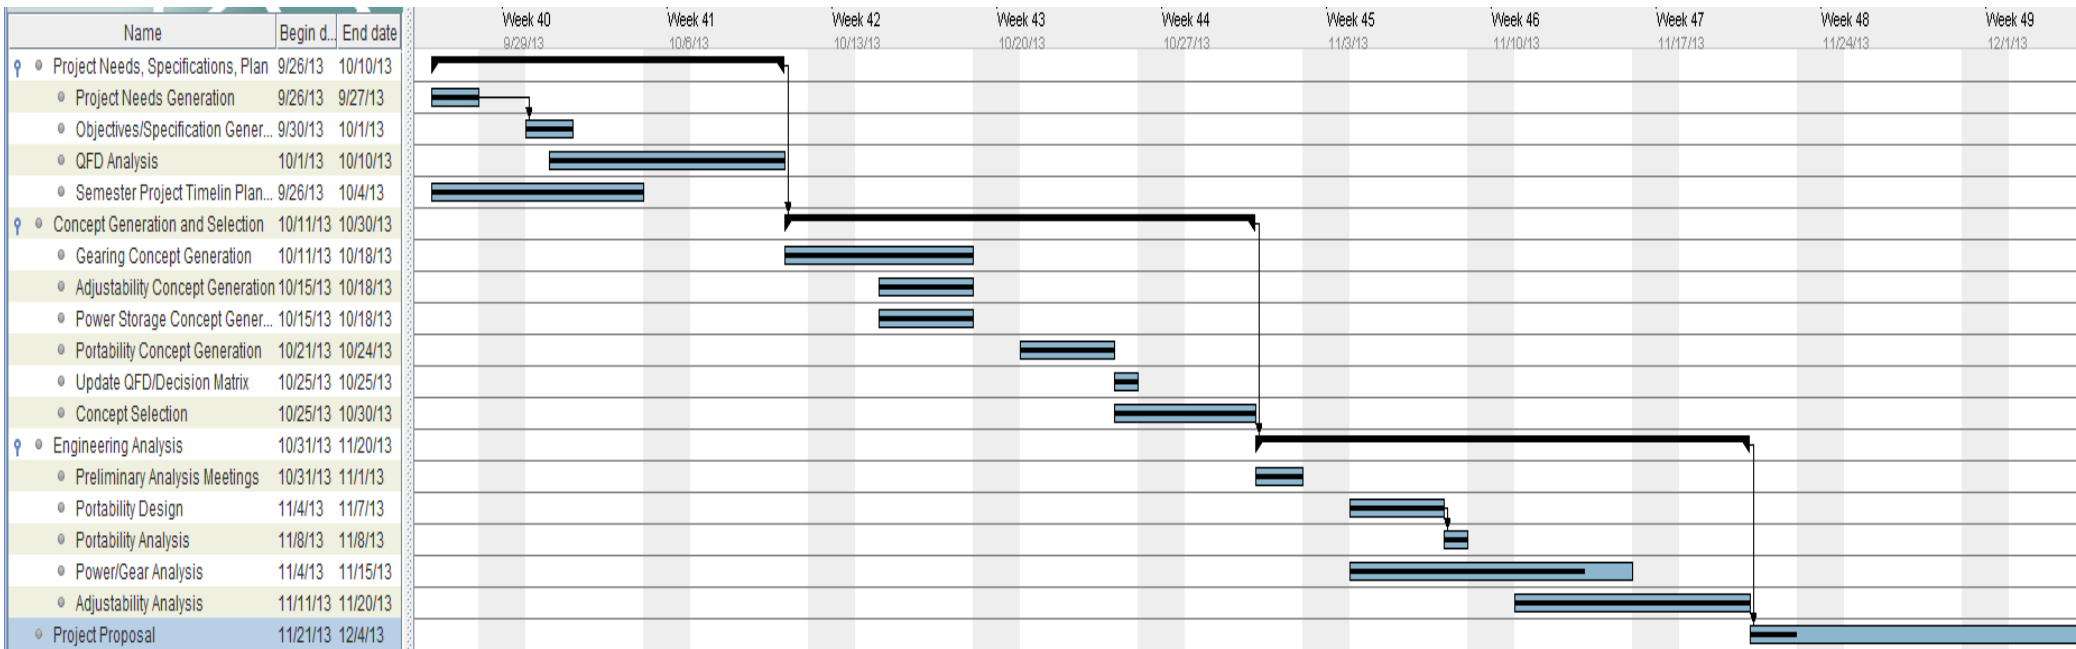 Week 40 Week 41 Week 42 Week 43 Week 44 Week 45 Week 46 Week 47 Week 48 Week 49
Name Begin d... End date 9/29/13 10/6/13 10/13/13 10/20/13 10/27/13 11/3/13 11/10/13 11/17/13 11/24/13 12/1/13
Project Needs, Specifications, Plan 9/26/13 10/10/13
Project Needs Generation 9/26/13 9/27/13
Objectives/Specification Gener... 9/30/13 10/1/13
QFD Analysis 10/1/13 10/10/13
Semester Project Timelin Plan... 9/26/13 10/4/13
Concept Generation and Selection 10/11/13 10/30/13
Gearing Concept Generation 10/11/13 10/18/13
Adjustability Concept Generation 10/15/13 10/18/13
Power Storage Concept Gener... 10/15/13 10/18/13
Portability Concept Generation 10/21/13 10/24/13
Update QFD/Decision Matrix 10/25/13 10/25/13
Concept Selection 10/25/13 10/30/13
Engineering Analysis 10/31/13 11/20/13
Preliminary Analysis Meetings 10/31/13 11/1/13
Portability Design 11/4/13 11/7/13
Portability Analysis 11/8/13 11/8/13
Power/Gear Analysis 11/4/13 11/15/13
Adjustability Analysis 11/11/13 11/20/13
Project Proposal 11/21/13 12/4/13